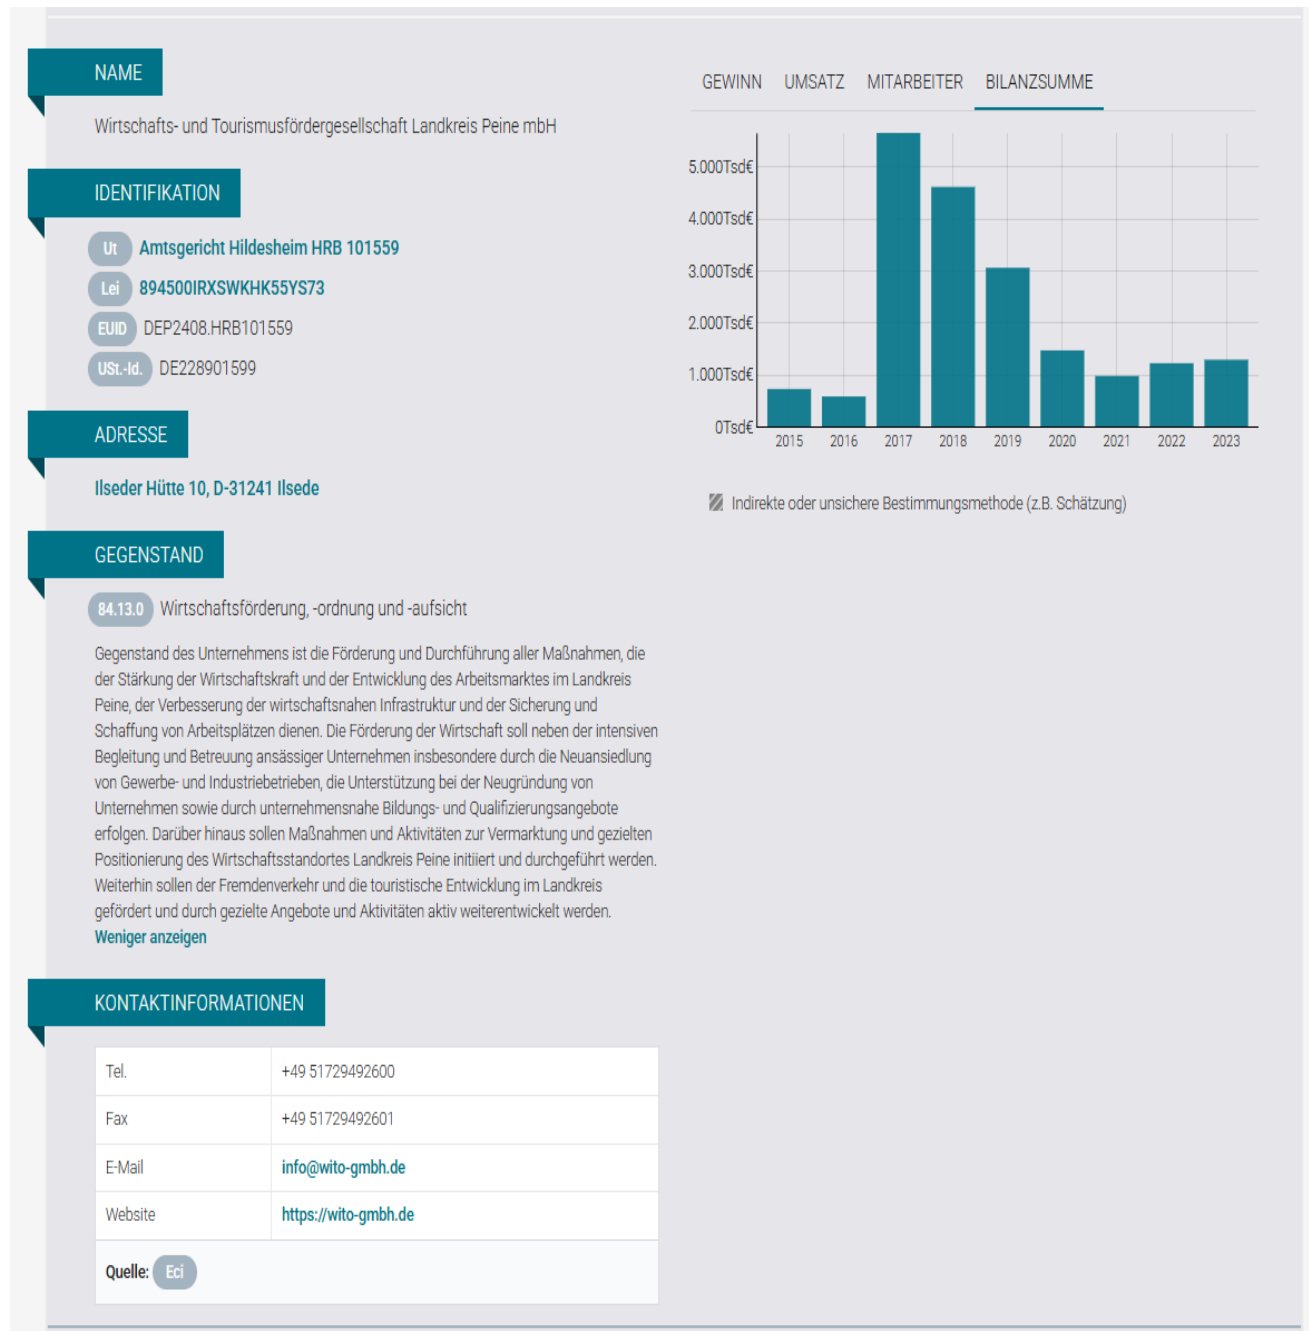 NAME
Wirtschafts- und Tourismusfördergesellschaft Landkreis Peine mbH
IDENTIFIKATION
Ut Amtsgericht Hildesheim HRB 101559
Lei 894500IRXSWKHK55YS73
EUID DEP2408.HRB101559
USt.-Id. DE228901599
ADRESSE
Ilseder Hütte 10, D-31241 Ilsede
GEGENSTAND
84.13.0 Wirtschaftsförderung, -ordnung und -aufsicht
Gegenstand des Unternehmens ist die Förderung und Durchführung aller Maßnahmen, die
der Stärkung der Wirtschaftskraft und der Entwicklung des Arbeitsmarktes im Landkreis
Peine, der Verbesserung der wirtschaftsnahen Infrastruktur und der Sicherung und
Schaffung von Arbeitsplätzen dienen. Die Förderung der Wirtschaft soll neben der intensiven
Begleitung und Betreuung ansässiger Unternehmen insbesondere durch die Neuansiedlung
von Gewerbe- und Industriebetrieben, die Unterstützung bei der Neugründung von
Unternehmen sowie durch unternehmensnahe Bildungs- und Qualifizierungsangebote
erfolgen. Darüber hinaus sollen Maßnahmen und Aktivitäten zur Vermarktung und gezielten
Positionierung des Wirtschaftsstandortes Landkreis Peine initiiert und durchgeführt werden.
Weiterhin sollen der Fremdenverkehr und die touristische Entwicklung im Landkreis
gefördert und durch gezielte Angebote und Aktivitäten aktiv weiterentwickelt werden.
Weniger anzeigen
KONTAKTINFORMATIONEN
Tel. +49 51729492600
Fax +49 51729492601
E-Mail info@wito-gmbh.de
Website https://wito-gmbh.de
Quelle: Eci
GEWINN UMSATZ MITARBEITER BILANZSUMME
5.000Tsd€
4.000Tsd€
3.000Tsd€
2.000Tsd€
1.000Tsd€
0Tsd€
2015 2016 2017 2018 2019 2020 2021 2022 2023
Indirekte oder unsichere Bestimmungsmethode (z.B. Schätzung)